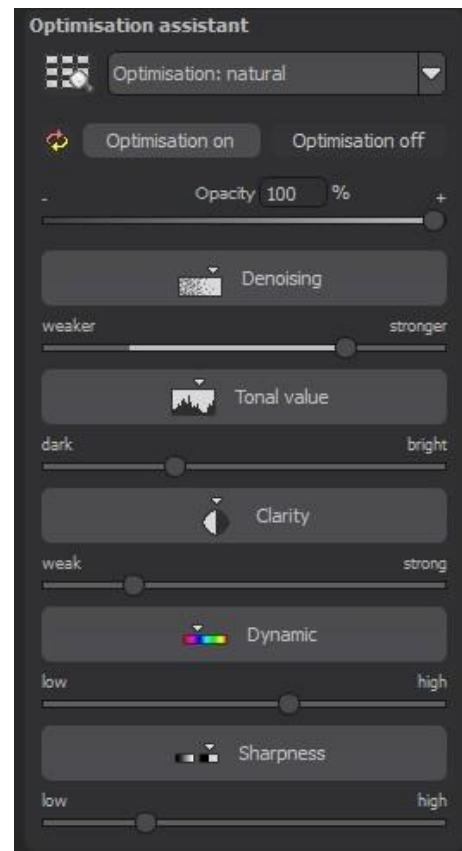 Optimisation assistant
Optimisation: natural
Optimisation on Optimisation off
- Opacity 100 % +
Denoising
weaker stronger
Tonal value
dark bright
Clarity
weak strong
Dynamic
low high
Sharpness
low high